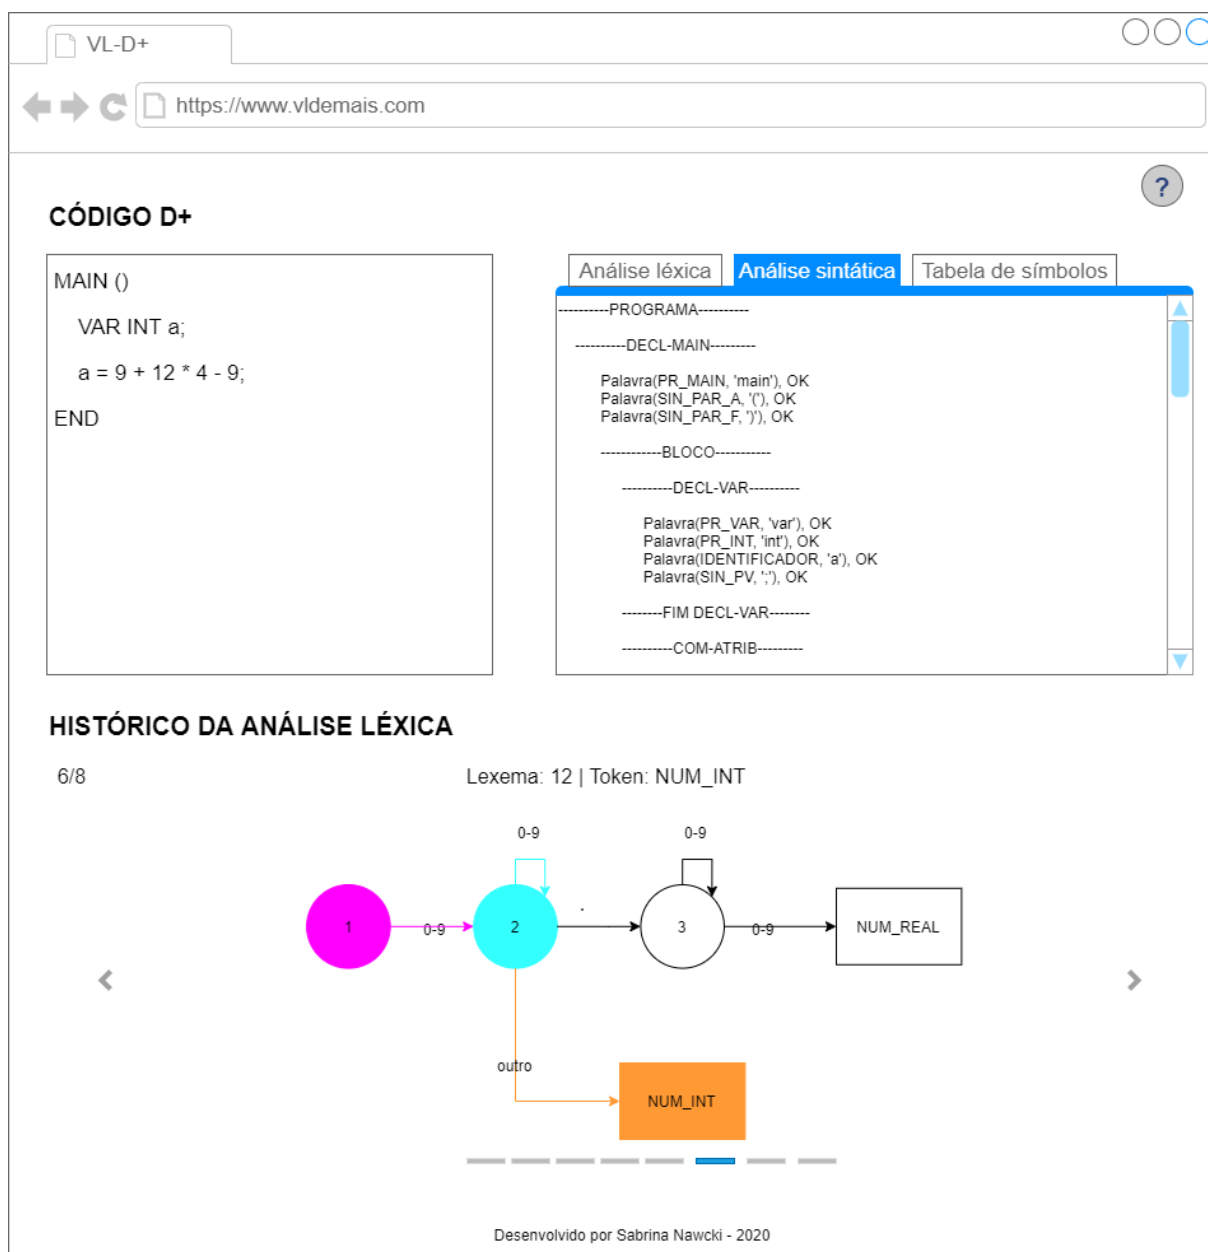 VL-D+
https://www.vldemais.com
?
CÓDIGO D+
MAIN ()
VAR INT a;
a = 9 + 12 * 4 - 9;
END
Análise léxica Análise sintática Tabela de símbolos
----------PROGRAMA----------
----------DECL-MAIN---------
Palavra(PR_MAIN, 'main'), OK
Palavra(SIN_PAR_A, '('), OK
Palavra(SIN_PAR_F, ')'), OK
------------BLOCO-----------
----------DECL-VAR----------
Palavra(PR_VAR, 'var'), OK
Palavra(PR_INT, 'int'), OK
Palavra(IDENTIFICADOR, 'a'), OK
Palavra(SIN_PV, ';'), OK
--------FIM DECL-VAR--------
----------COM-ATRIB---------
HISTÓRICO DA ANÁLISE LÉXICA
6/8
Lexema: 12 | Token: NUM_INT
0-9 0-9
1 0-9 2 . 3 0-9 NUM_REAL
outro
NUM_INT
Desenvolvido por Sabrina Nawcki - 2020